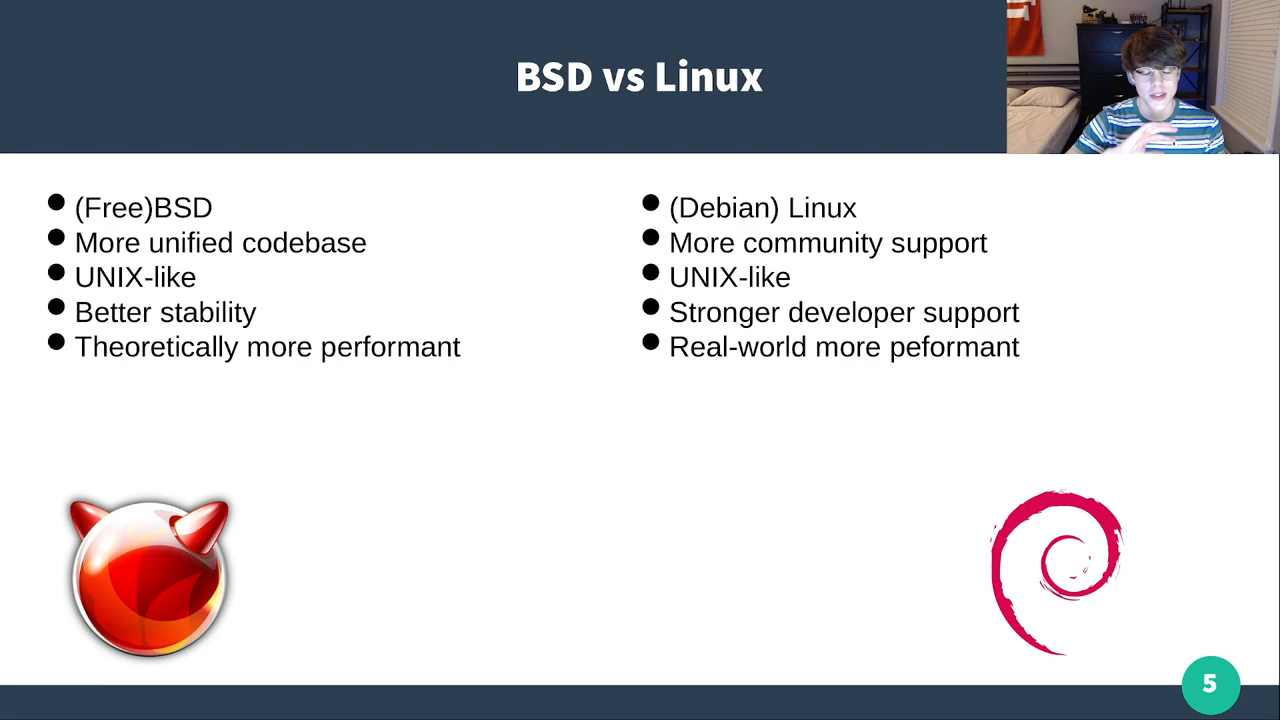 BSD vs Linux
(Free)BSD
More unified codebase
UNIX-like
Better stability
Theoretically more performant
(Debian) Linux
More community support
UNIX-like
Stronger developer support
Real-world more peformant
5